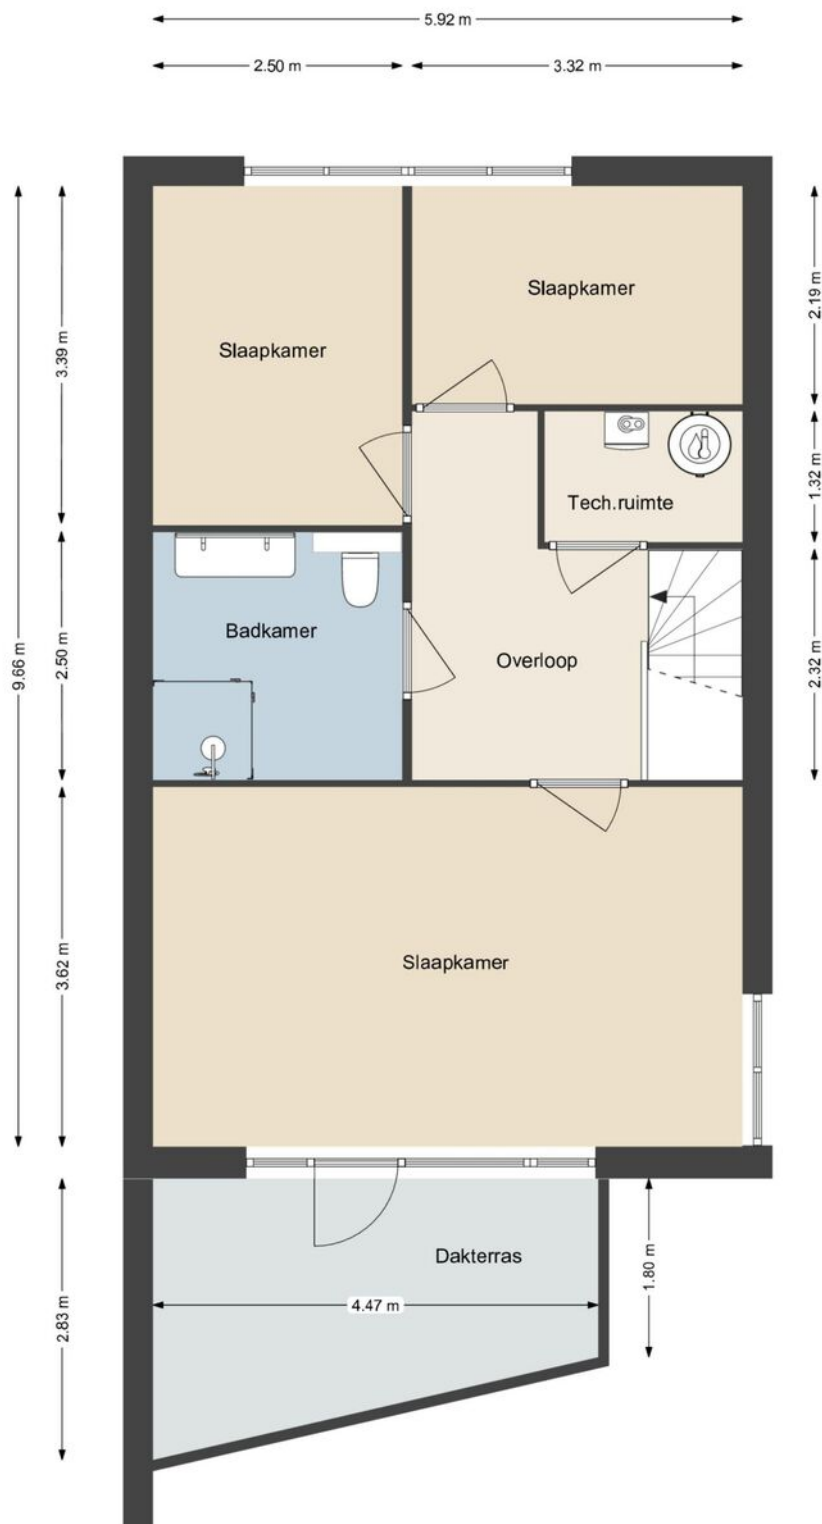 5.92 m
2.50 m
3.32 m
Slaapkamer
2.19 m
Slaapkamer
3.39 m
1.32 m
Tech.ruimte
Badkamer
9.66 m
2.50 m
Overloop
2.32 m
Slaapkamer
3.62 m
Dakterras
1.80 m
2.83 m
4.47 m